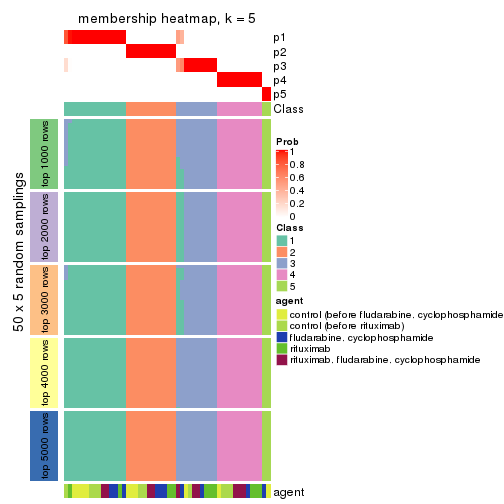 membership heatmap, k = 5
p1
p2
p3
p4
p5
Class
50 x 5 random samplings
top 1000 rows
top 2000 rows
top 3000 rows
top 4000 rows
top 5000 rows
Prob
1
0.8
0.6
0.4
0.2
0
Class
1
2
3
4
5
agent
control (before fludarabine. cyclophosphamide
control (before rituximab)
fludarabine. cyclophosphamide
rituximab
rituximab. fludarabine. cyclophosphamide
agent